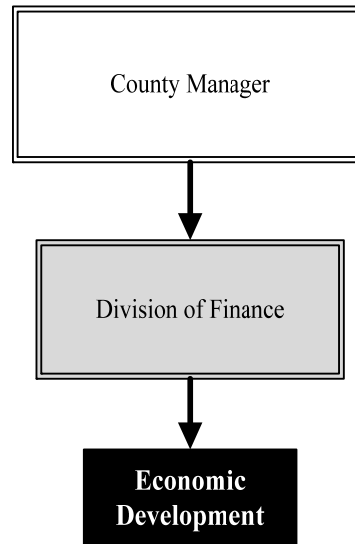 County Manager
Division of Finance
Economic
Development